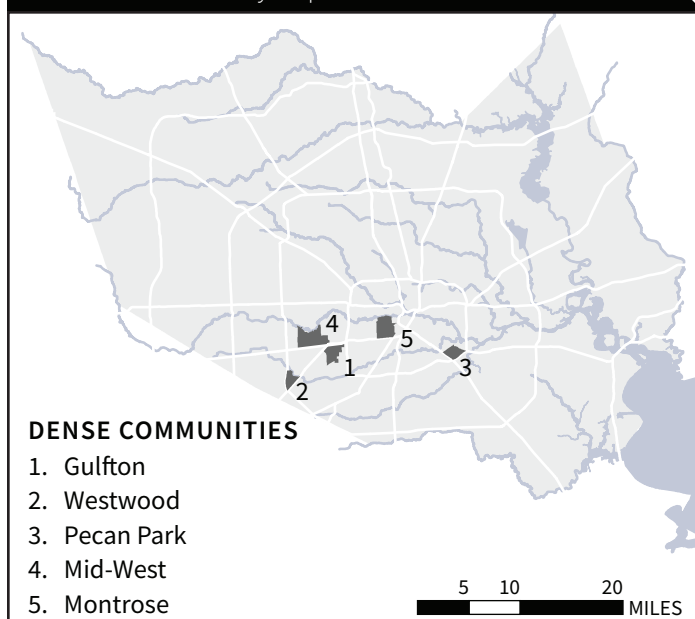 4
5
1
3
2
DENSE COMMUNITIES
1. Gulfton
2. Westwood
3. Pecan Park
4. Mid-West
5. Montrose
5 10 20
MILES